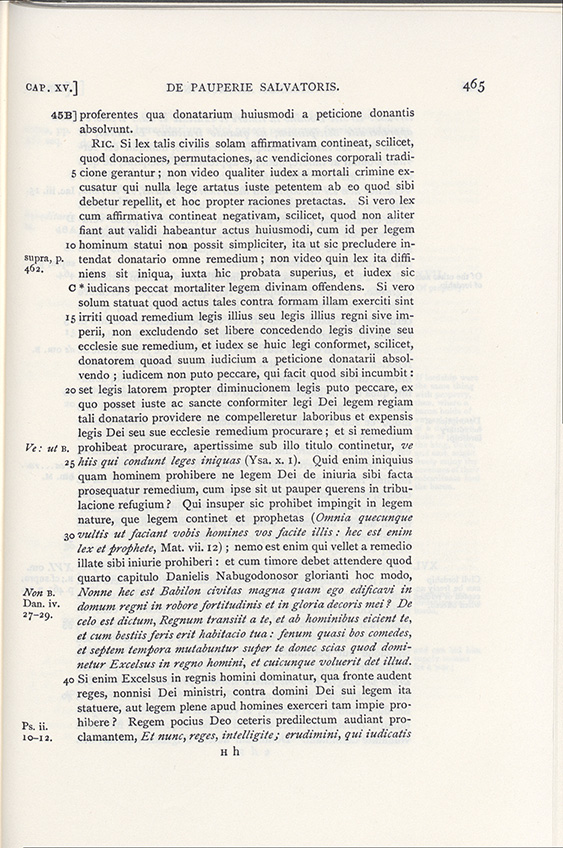 CAP. XV.] DE PAUPERIE SALVATORIS. 465
45B] proferentes qua donatarium huiusmodi a peticione donantis
absolvunt.
RIC. Si lex talis civilis solam affirmativam contineat, scilicet,
quod donaciones, permutaciones, ac vendiciones corporali tradi-
5 cione gerantur ; non video qualiter iudex a mortali crimine ex-
cusatur qui nulla lege artatus iuste petentem ab eo quod sibi
debetur repellit, et hoc propter raciones pretactas. Si vero lex
cum affirmativa contineat negativam, scilicet, quod non aliter
fiant aut validi habeantur actus huiusmodi, cum id per legem
10 hominum statui non possit simpliciter, ita ut sic precludere in-
supra, p. tendat donatario omne remedium ; non video quin lex ita diffi-
462. niens sit iniqua, iuxta hic probata superius, et iudex sic
C * iudicans peccat mortaliter legem divinam offendens. Si vero
solum statuat quod actus tales contra formam illam exerciti sint
15 irriti quoad remedium legis illius seu legis illius regni sive im-
perii, non excludendo set libere concedendo legis divine seu
ecclesie sue remedium, et iudex se huic legi conformet, scilicet,
donatorem quoad suum iudicium a peticione donatarii absol-
vendo ; iudicem non puto peccare, qui facit quod sibi incumbit :
20 set legis latorem propter diminucionem legis puto peccare, ex
quo posset iuste ac sancte conformiter legi Dei legem regiam
tali donatario providere ne compelleretur laboribus et expensis
legis Dei seu sue ecclesie remedium procurare ; et si remedium
Ve: ut B. prohibeat procurare, apertissime sub illo titulo continetur, ve
25 hiis qui condunt leges iniquas (Ysa. x. 1). Quid enim iniquius
quam hominem prohibere ne legem Dei de iniuria sibi facta
prosequatur remedium, cum ipse sit ut pauper querens in tribu-
lacione refugium ? Qui insuper sic prohibet impingit in legem
nature, que legem continet et prophetas (Omnia quecunque
30 vultis ut faciant vobis homines vos facite illis : hec est enim
lex et prophete, Mat. vii. 12) ; nemo est enim qui vellet a remedio
illate sibi iniurie prohiberi : et cum timore debet attendere quod
quarto capitulo Danielis Nabugodonosor glorianti hoc modo,
Non B. Nonne hec est Babilon civitas magna quam ego edificavi in
Dan. iv. domum regni in robore fortitudinis et in gloria decoris mei ? De
27-29. celo est dictum, Regnum transiit a te, et ab hominibus eicient te,
et cum bestiis feris erit habitacio tua : fenum quasi bos comedes,
et septem tempora mutabuntur super te donec scias quod domi-
netur Excelsus in regno homini, et cuicunque voluerit det illud.
40 Si enim Excelsus in regnis homini dominatur, qua fronte audent
reges, nonnisi Dei ministri, contra domini Dei sui legem ita
statuere, aut legem plene apud homines exerceri tam impie pro-
Ps. ii. hibere ? Regem pocius Deo ceteris predilectum audiant pro-
10-12. clamantem, Et nunc, reges, intelligite ; erudimini, qui iudicatis
H h